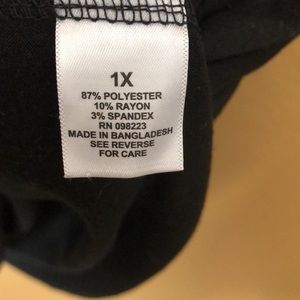 1X
87% POLYESTER
10% RAYON
3% SPANDEX
RN 098223
MADE IN BANGLADESH
SEE REVERSE
FOR CARE